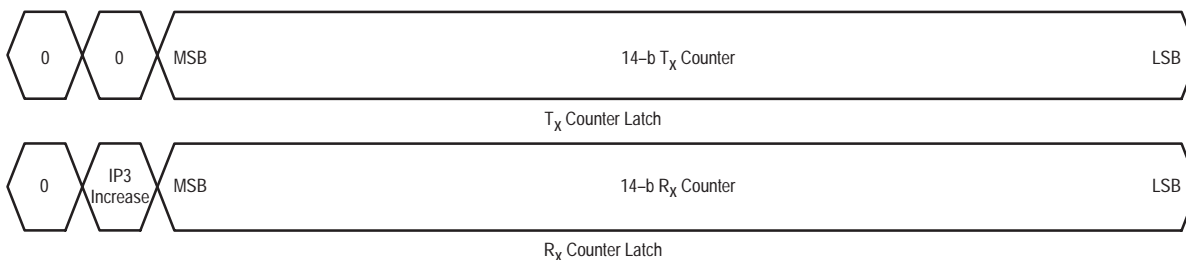 0 0 MSB 14–b TX Counter LSB
TX Counter Latch
0 IP3 Increase MSB 14–b RX Counter LSB
RX Counter Latch